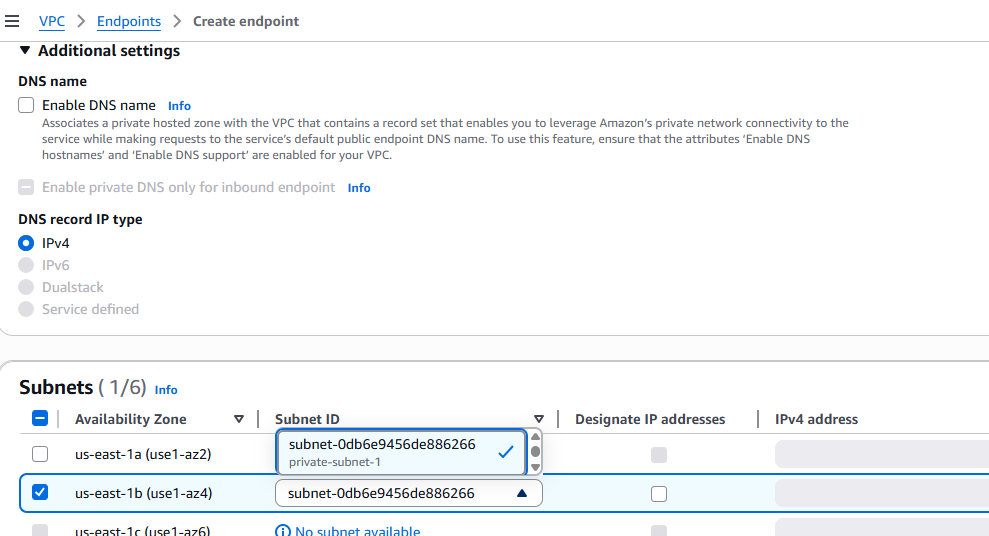 VPC > Endpoints > Create endpoint
Additional settings
DNS name
Enable DNS name Info
Associates a private hosted zone with the VPC that contains a record set that enables you to leverage Amazon's private network connectivity to the
service while making requests to the service's default public endpoint DNS name. To use this feature, ensure that the attributes 'Enable DNS
hostnames' and 'Enable DNS support' are enabled for your VPC.
Enable private DNS only for inbound endpoint Info
DNS record IP type
IPv4
IPv6
Dualstack
Service defined
Subnets ( 1/6) Info
Availability Zone Subnet ID Designate IP addresses IPv4 address
us-east-1a (use1-az2) subnet-0db6e9456de886266
private-subnet-1
us-east-1b (use1-az4) subnet-0db6e9456de886266
us-east-1c (use1-az6) No subnet available